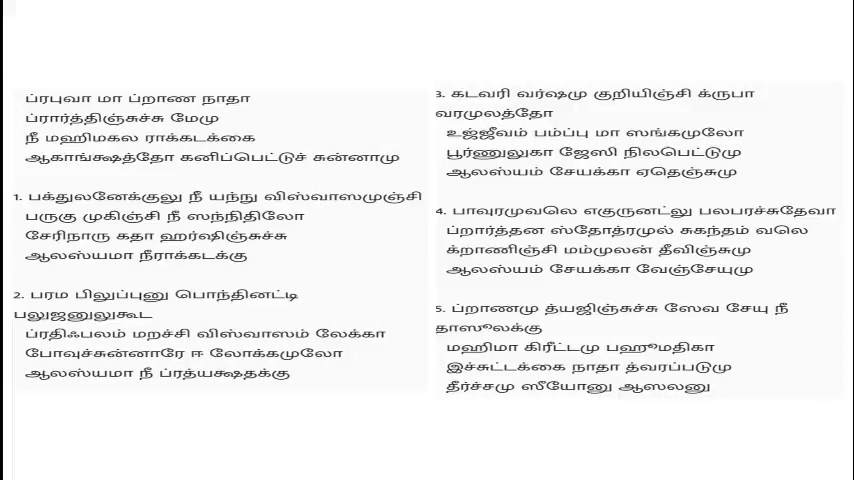 ப்ரபுவா மா ப்றாண நாதா
ப்ரார்த்திஞ்சுச்சு மேமு
நீ மஹிமகல ராக்கடக்கை
ஆகாங்க்ஷத்தோ கனிப்பெட்டுச் சுன்னாமு
1. பக்துலனேக்குலு நீ யந்நு விஸ்வாஸமுஞ்சி
பருகு முகிஞ்சி நீ ஸந்நிதிலோ
சேரிநாரு கதா ஹர்ஷிஞ்சுச்சு
ஆலஸ்யமா நீராக்கடக்கு
2. பரம பிலுப்புனு பொந்தினட்டி
பலுஜனுலுகூட
ப்ரதிஃபலம் மறச்சி விஸ்வாஸம் லேக்கா
போவுச்சுன்னாரே ஈ லோக்கமுலோ
ஆலஸ்யமா நீ ப்ரத்யக்ஷதக்கு
3. கடவரி வர்ஷமு குறியிஞ்சி க்ருபா
வரமுலத்தோ
உஜ்ஜீவம் பம்ப்பு மா ஸங்கமுலோ
பூர்ணுலுகா ஜேஸி நிலபெட்டுமு
ஆலஸ்யம் சேயக்கா ஏதெஞ்சுமு
4. பாவுரமுவலெ எகுருனட்லு பலபரச்சுதேவா
ப்றார்த்தன ஸ்தோத்ரமுல் சுகந்தம் வலெ
க்றாணிஞ்சி மம்முலன் தீவிஞ்சுமு
ஆலஸ்யம் சேயக்கா வேஞ்சேயுமு
5. ப்றாணமு த்யஜிஞ்சுச்சு ஸேவ சேயு நீ
தாஸூலக்கு
மஹிமா கிரீட்டமு பஹூமதிகா
இச்சுட்டக்கை நாதா த்வரப்படுமு
தீர்ச்சமு ஸீயோனு ஆஸலனு